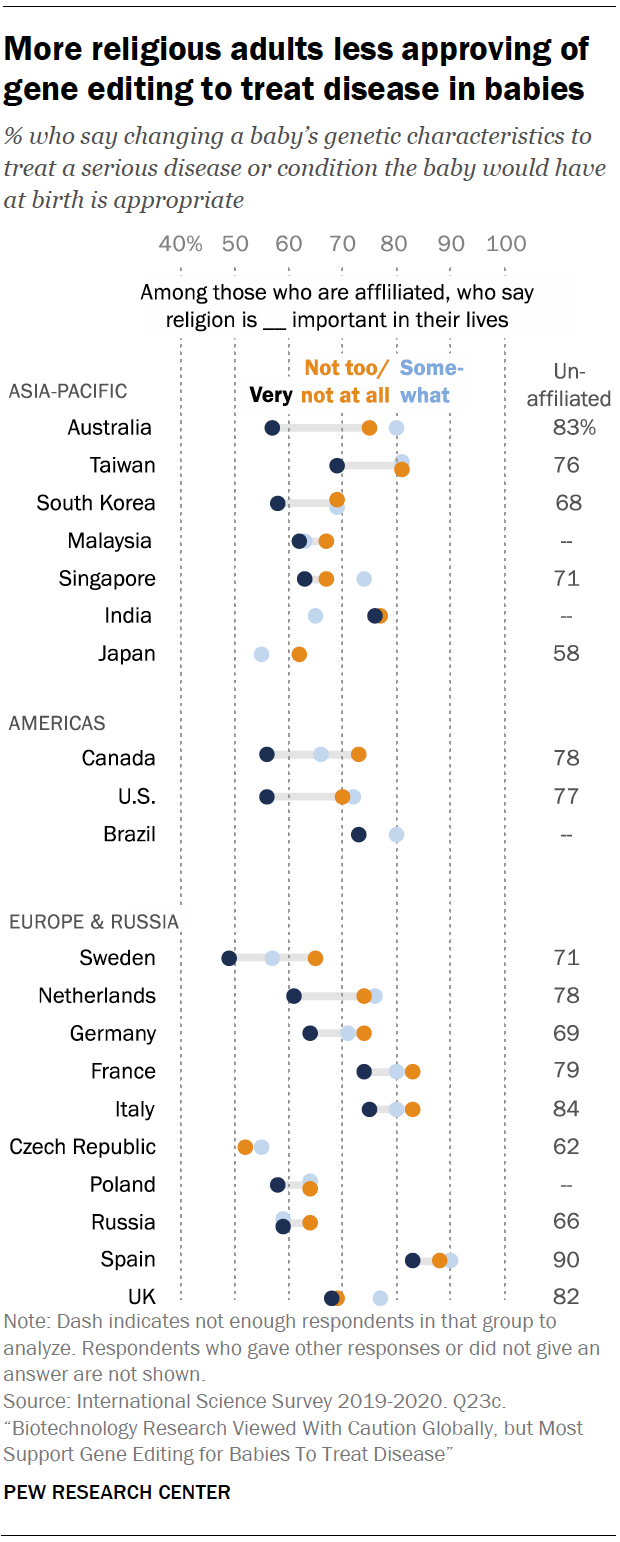 More religious adults less approving of
gene editing to treat disease in babies
% who say changing a baby's genetic characteristics to
treat a serious disease or condition the baby would have
at birth is appropriate
40% 50 60 70 80 90 100
Among those who are affliliated, who say
religion is __ important in their lives
Very
Not too/
not at all
Some-
what
Un-
affiliated
ASIA-PACIFIC
Australia 83%
Taiwan 76
South Korea 68
Malaysia --
Singapore 71
India --
Japan 58
AMERICAS
Canada 78
U.S. 77
Brazil --
EUROPE & RUSSIA
Sweden 71
Netherlands 78
Germany 69
France 79
Italy 84
Czech Republic 62
Poland --
Russia 66
Spain 90
UK 82
Note: Dash indicates not enough respondents in that group to
analyze. Respondents who gave other responses or did not give an
answer are not shown.
Source: International Science Survey 2019-2020. Q23c.
“Biotechnology Research Viewed With Caution Globally, but Most
Support Gene Editing for Babies To Treat Disease”
PEW RESEARCH CENTER